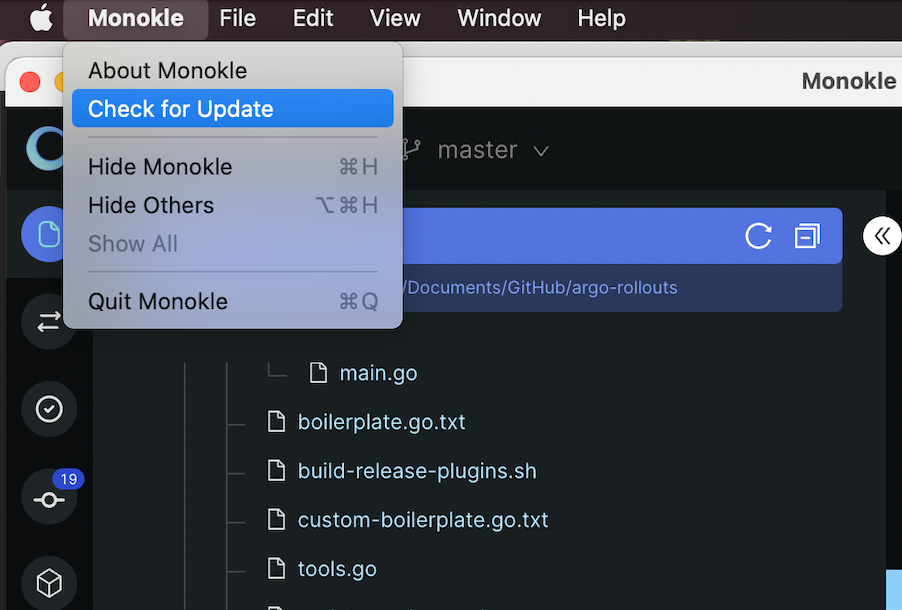 Monokle File Edit View Window Help
About Monokle
Check for Update
Hide Monokle ⌘H
Hide Others ⌥⌘H
Show All
Quit Monokle ⌘Q
Monokle
master
/Documents/GitHub/argo-rollouts
main.go
boilerplate.go.txt
build-release-plugins.sh
19
custom-boilerplate.go.txt
tools.go